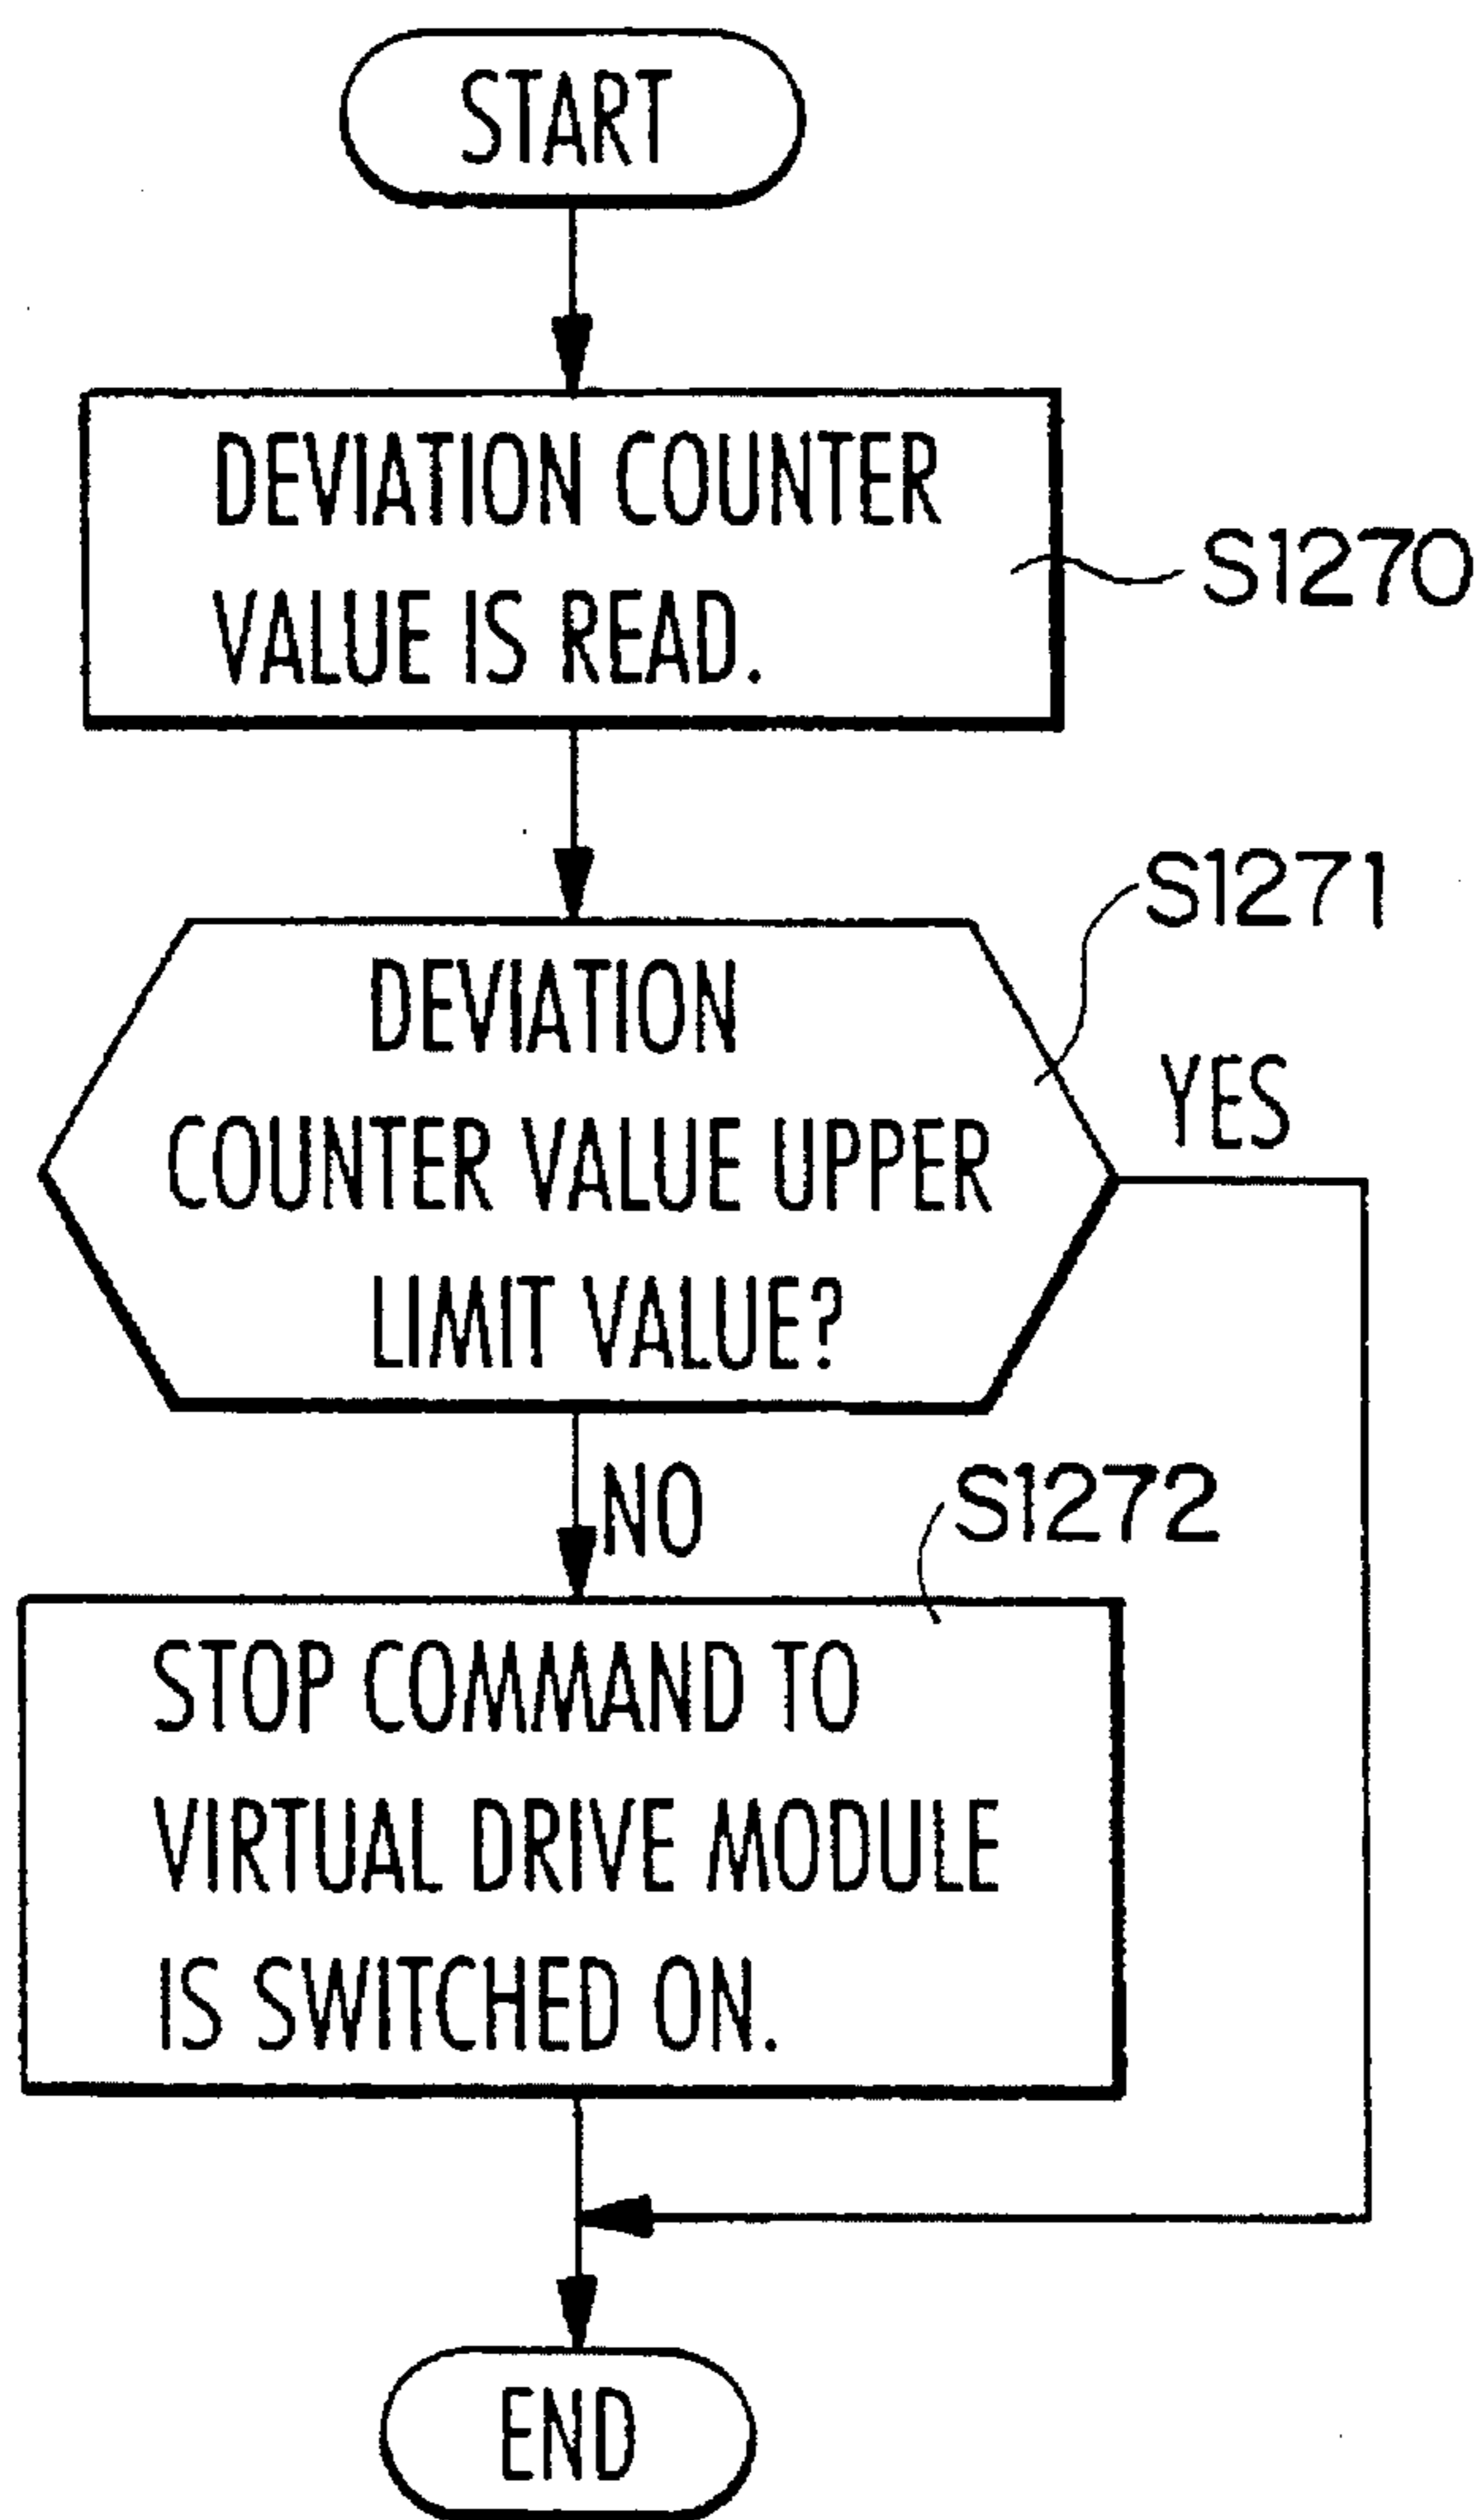 START
DEVIATION COUNTER
VALUE IS READ.
S1270
S1271
DEVIATION
COUNTER VALUE UPPER
LIMIT VALUE?
YES
NO
S1272
STOP COMMAND TO
VIRTUAL DRIVE MODULE
IS SWITCHED ON.
END